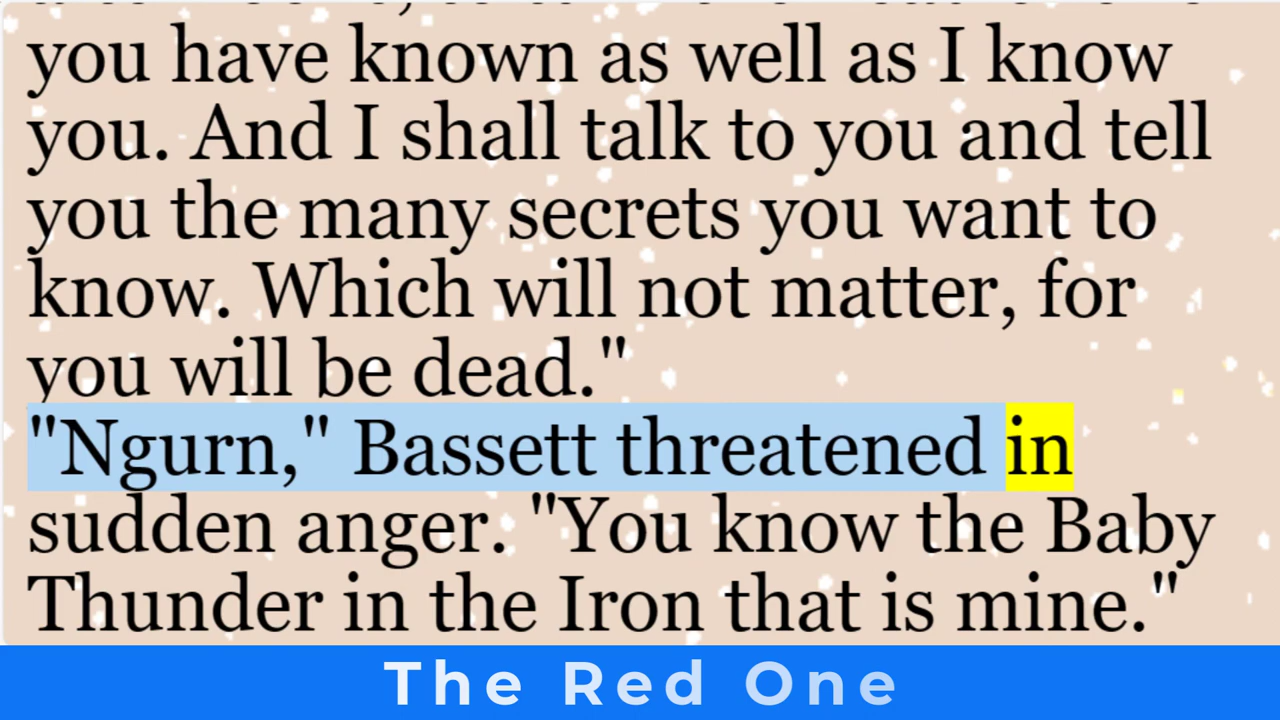 you have known as well as I know
you. And I shall talk to you and tell
you the many secrets you want to
know. Which will not matter, for
you will be dead."
"Ngurn," Bassett threatened in
sudden anger. "You know the Baby
Thunder in the Iron that is mine."
The Red One